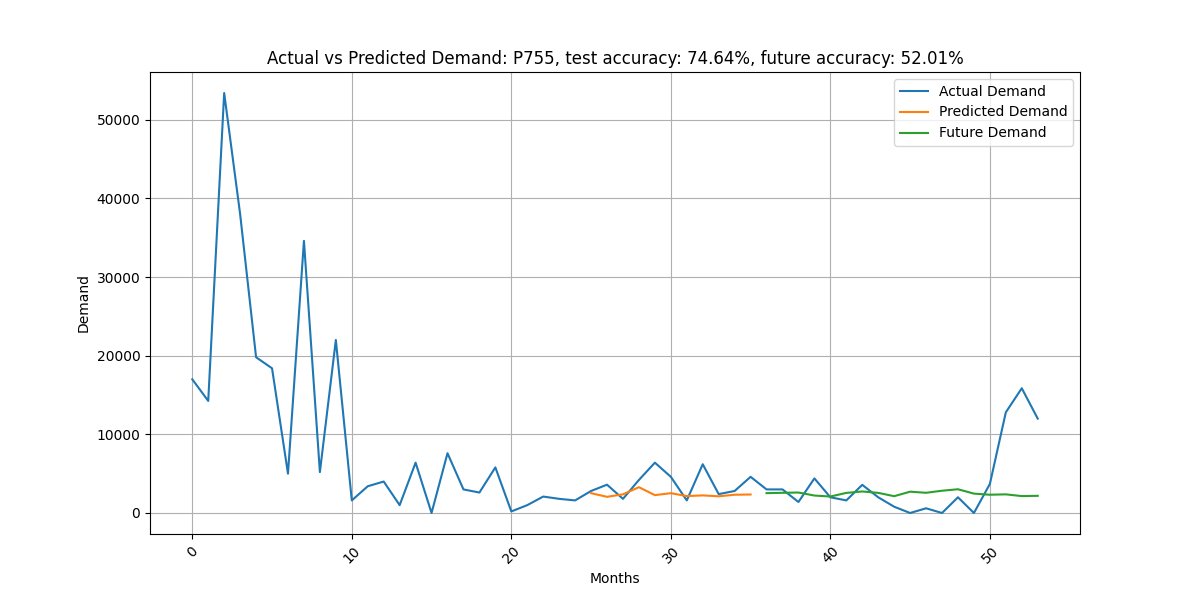 Actual vs Predicted Demand: P755, test accuracy: 74.64%, future accuracy: 52.01%
Actual Demand
Predicted Demand
Future Demand
Demand
50000
40000
30000
20000
10000
0
0
10
20
30
40
50
Months